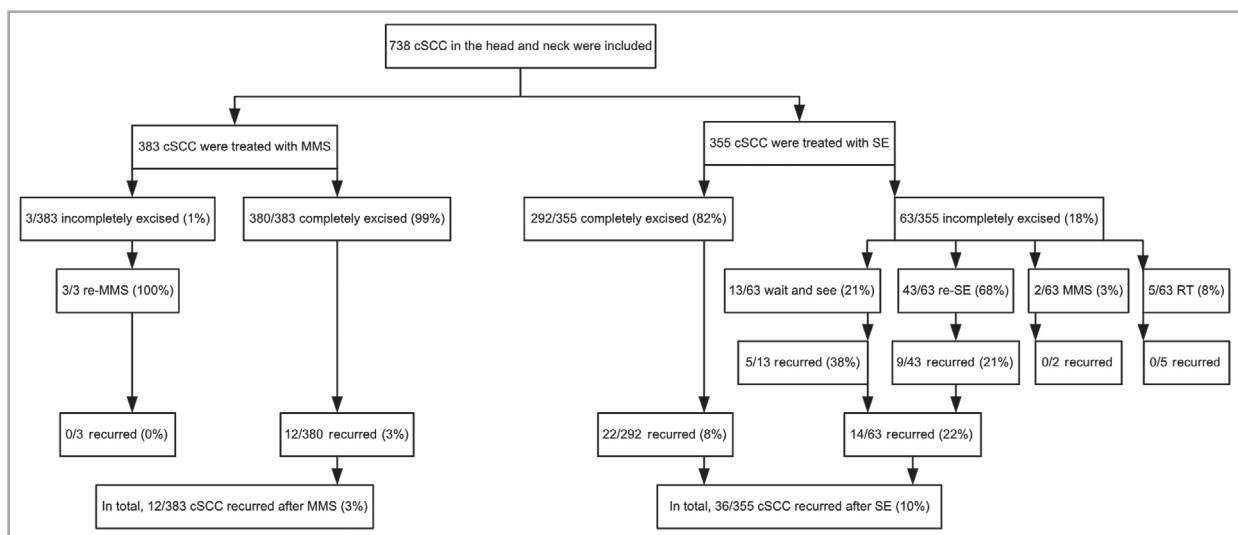 738 cSCC in the head and neck were included
383 cSCC were treated with MMS
355 cSCC were treated with SE
3/383 incompletely excised (1%)
380/383 completely excised (99%)
292/355 completely excised (82%)
63/355 incompletely excised (18%)
3/3 re-MMS (100%)
13/63 wait and see (21%)
43/63 re-SE (68%)
2/63 MMS (3%)
5/63 RT (8%)
5/13 recurred (38%)
9/43 recurred (21%)
0/2 recurred
0/5 recurred
0/3 recurred (0%)
12/380 recurred (3%)
22/292 recurred (8%)
14/63 recurred (22%)
In total, 12/383 cSCC recurred after MMS (3%)
In total, 36/355 cSCC recurred after SE (10%)